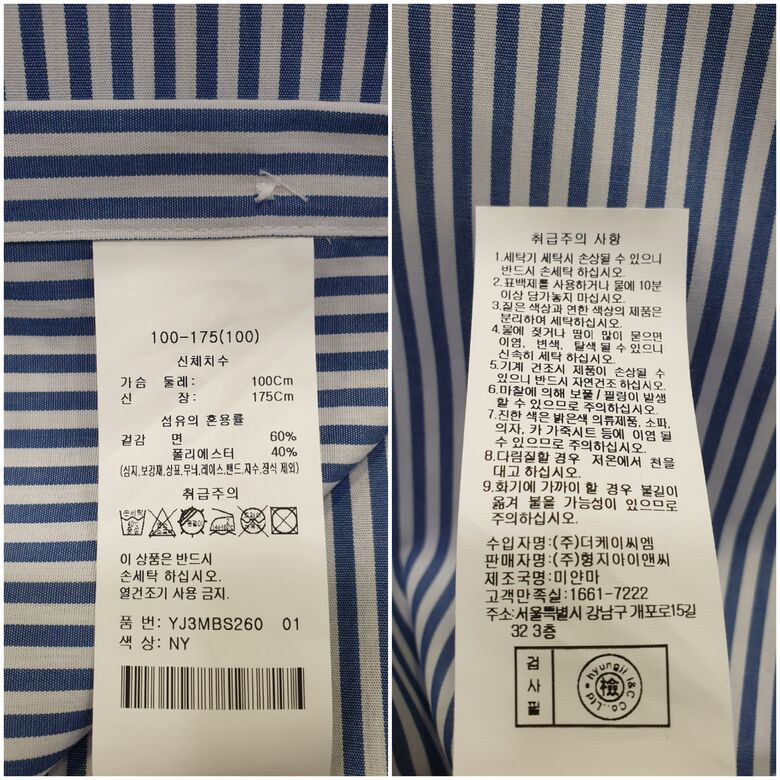 100-175(100)
신체치수
가슴 둘레: 100Cm
신 장: 175Cm
섬유의 혼용률
겉감 면 60%
폴리에스터 40%
(심지,보강재,상표,무늬,레이스,밴드,자수,장식 제외)
취급주의
이 상품은 반드시
손세탁 하십시오.
열건조기 사용 금지.
품 번: YJ3MBS260 01
색 상: NY
취급주의 사항
1.세탁기 세탁시 손상될 수 있으니
반드시 손세탁 하십시오.
2.표백제를 사용하거나 물에 10분
이상 담가놓지 마십시오.
3.짙은 색상과 연한 색상의 제품은
분리하여 세탁하십시오.
4.물에 젖거나 땀이 많이 묻으면
이염, 변색, 탈색 될 수 있으니
신속히 세탁 하십시오.
5.기계 건조시 제품이 손상될 수
있으니 반드시 자연건조 하십시오.
6.마찰에 의해 보풀/필링이 발생
할 수 있으므로 주의하십시오.
7.진한 색은 밝은색 의류제품, 소파,
의자, 카 가죽시트 등에 이염 될
수 있으므로 주의하십시오.
8.다림질할 경우 저온에서 천을
대고 하십시오.
9.화기에 가까이 할 경우 불길이
옮겨 붙을 가능성이 있으므로
주의하십시오.
수입자명:(주)더케이씨엠
판매자명:(주)형지아이앤씨
제조국명:미얀마
고객만족실:1661-7222
주소:서울특별시 강남구 개포로15길
32 3층
검사필
hyungji I&C Co.,Ltd
檢